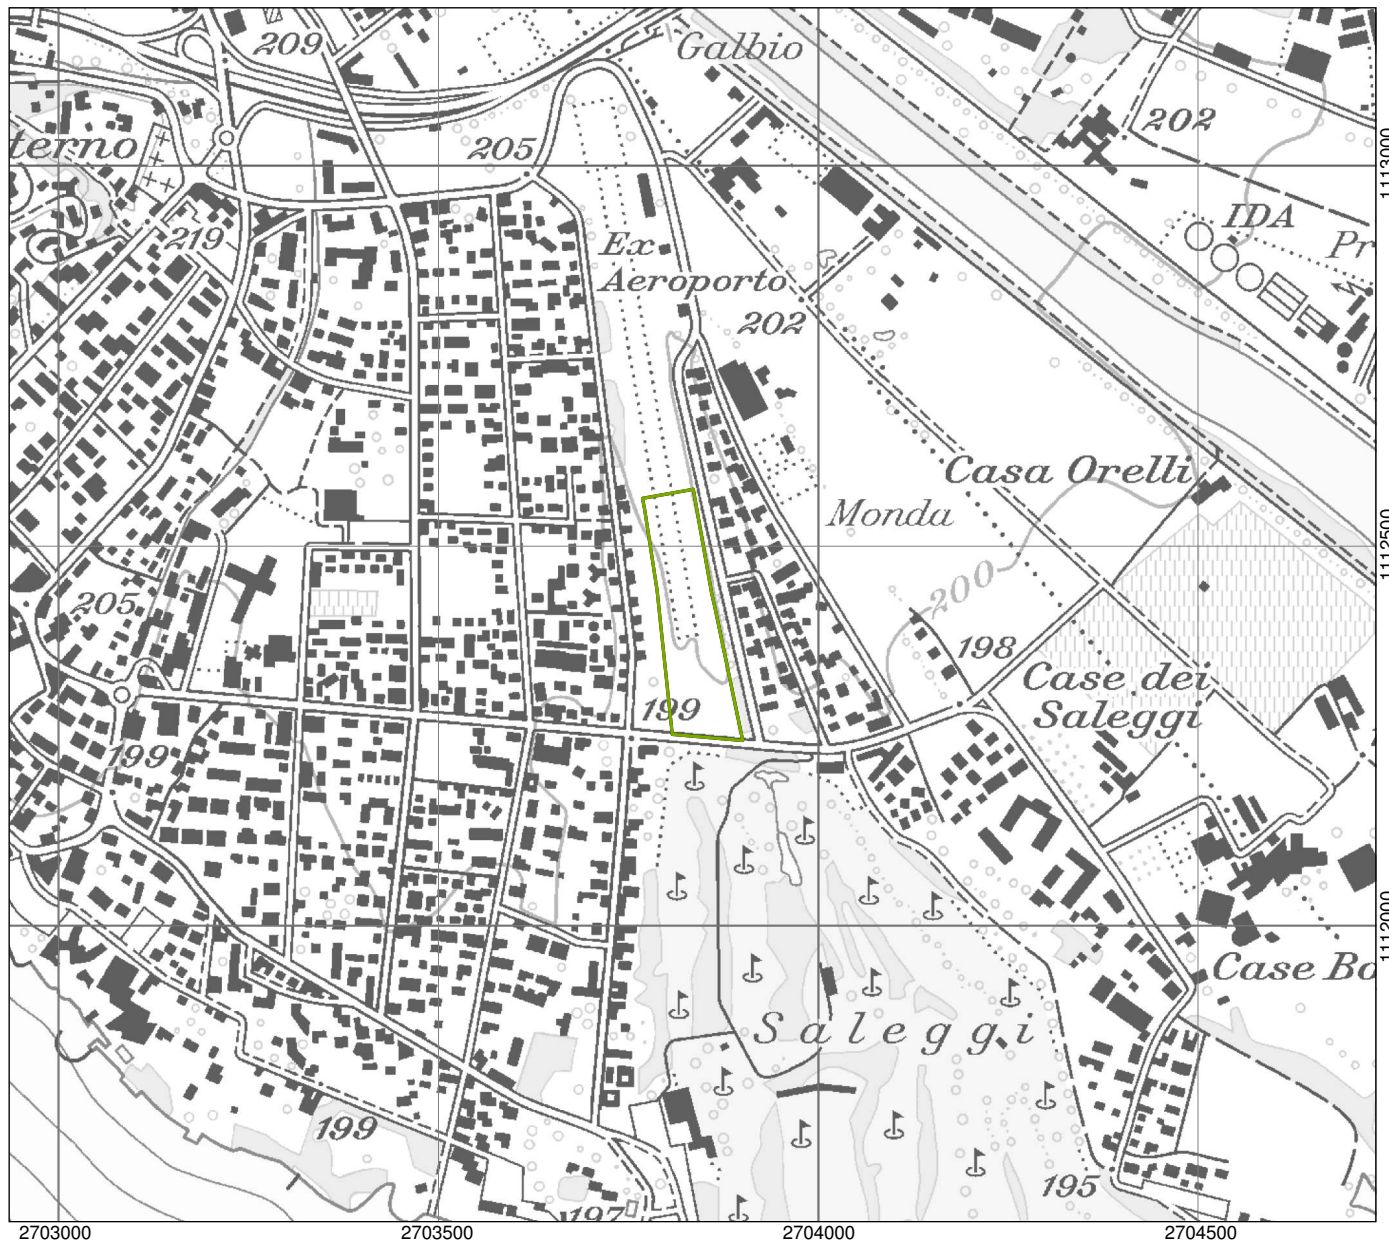 209
Galbio
202
terno
205
1113000
IDA
219
Ex
Pr
Aeroporto
202
Casa Orelli
Monda
1112500
200
205
198
Case dei
199
Saleggi
199
1112000
Case Bo
Saleggi
199
195
197
2703000
2703500
2704000
2704500